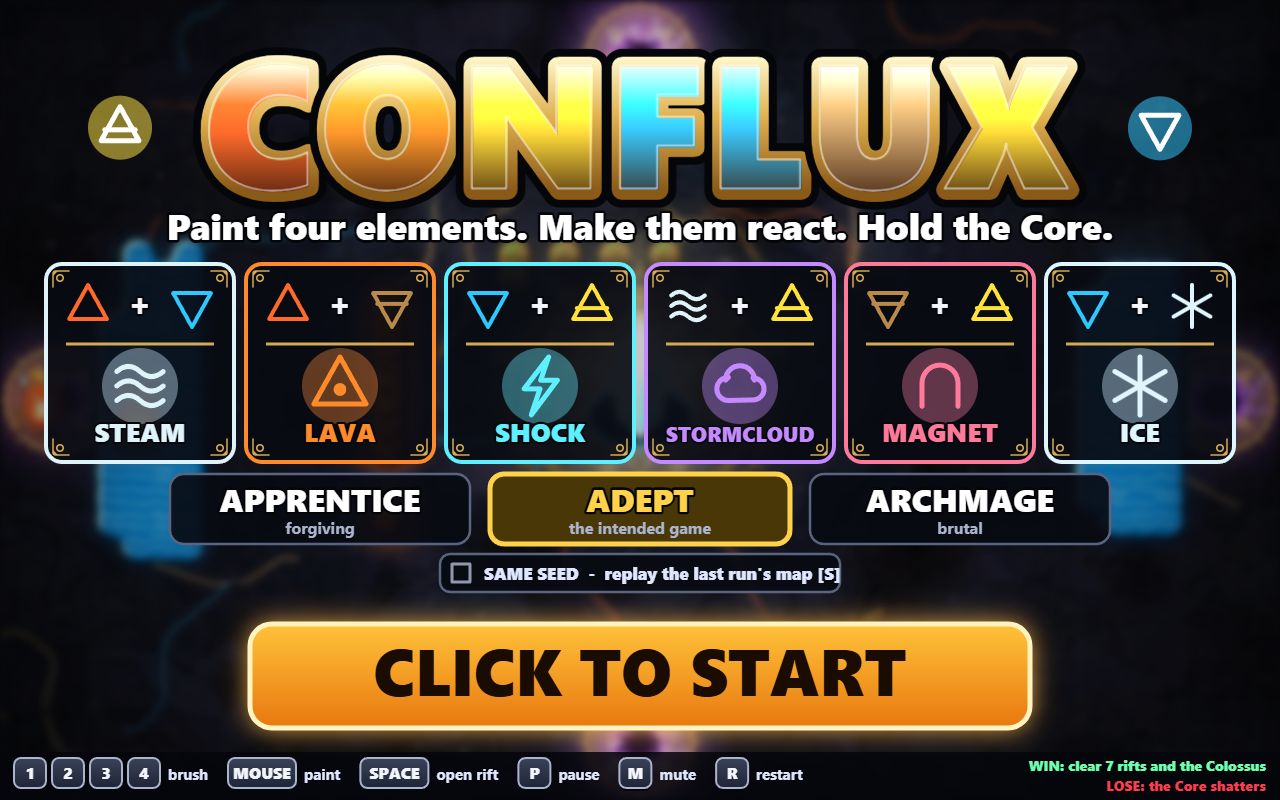 CONFLUX
Paint four elements. Make them react. Hold the Core.
+ + + + + +
STEAM LAVA SHOCK STORMCLOUD MAGNET ICE
APPRENTICE ADEPT ARCHMAGE
forgiving the intended game brutal
SAME SEED - replay the last run's map [S]
CLICK TO START
1 2 3 4 brush MOUSE paint SPACE open rift P pause M mute R restart
WIN: clear 7 rifts and the Colossus
LOSE: the Core shatters